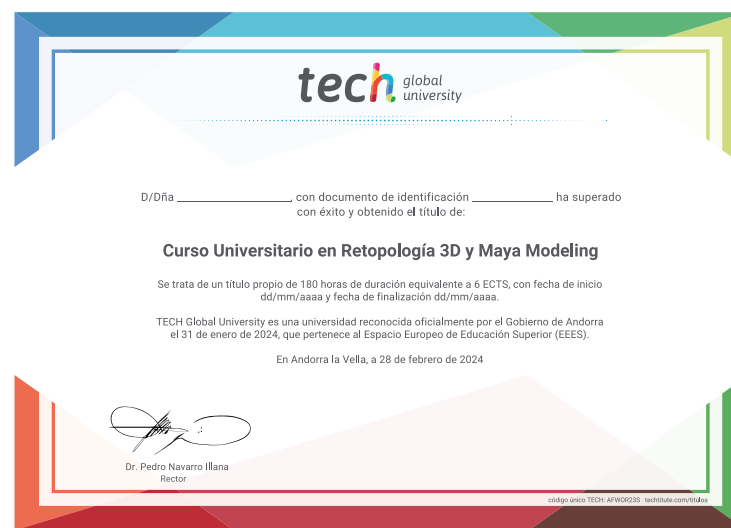 tech global
university
D/Dña ____________________, con documento de identificación ______________ ha superado
con éxito y obtenido el título de:
Curso Universitario en Retopología 3D y Maya Modeling
Se trata de un título propio de 180 horas de duración equivalente a 6 ECTS, con fecha de inicio
dd/mm/aaaa y fecha de finalización dd/mm/aaaa.
TECH Global University es una universidad reconocida oficialmente por el Gobierno de Andorra
el 31 de enero de 2024, que pertenece al Espacio Europeo de Educación Superior (EEES).
En Andorra la Vella, a 28 de febrero de 2024
Dr. Pedro Navarro Illana
Rector
código único TECH: AFWOR23S techtitute.com/titulos